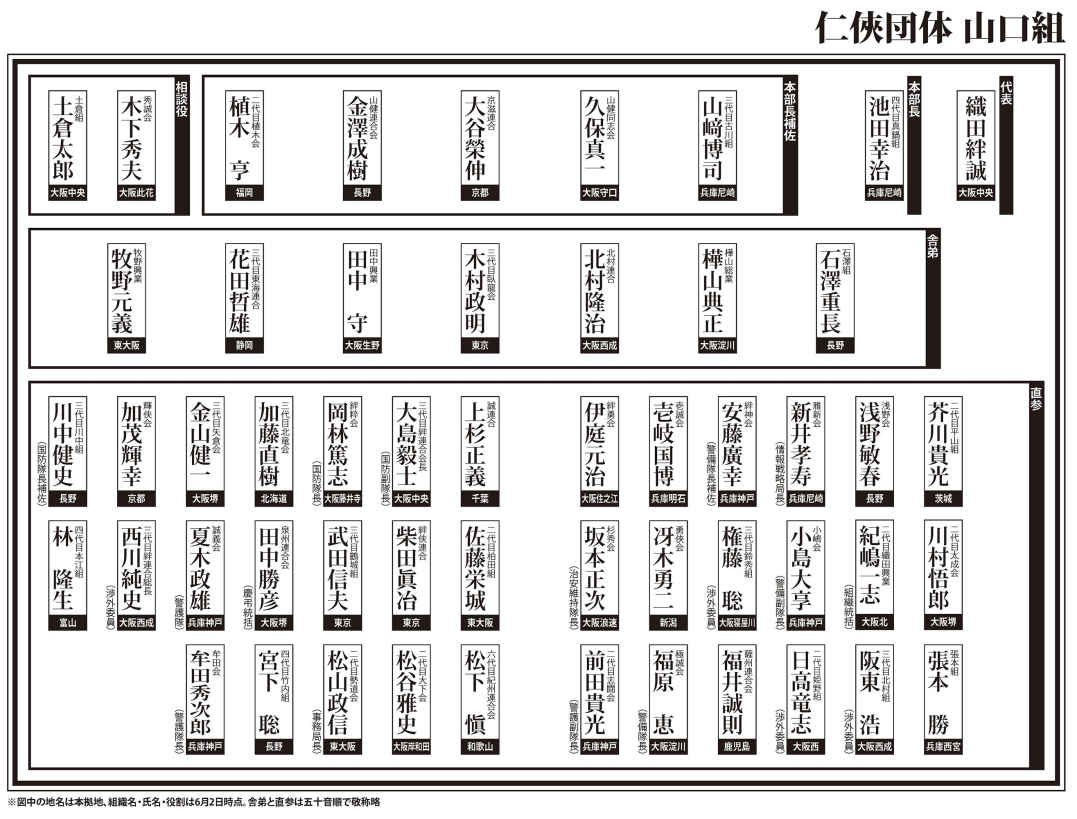 仁俠団体 山口組
代表
織田絆誠
大阪中央
本部長
四代目真鍋組
池田幸治
兵庫尼崎
本部長補佐
三代目古川組
山﨑博司
兵庫尼崎
山健同志会
久保真一
大阪守口
京滋連合
大谷榮伸
京都
山健連合会
金澤成樹
長野
二代目植木会
植木 亨
福岡
相談役
秀誠会
木下秀夫
大阪此花
土倉組
土倉太郎
大阪中央
舎弟
石澤組
石澤重長
長野
樺山総業
樺山典正
大阪淀川
北村連合
北村隆治
大阪西成
三代目臥龍会
木村政明
東京
田中興業
田中 守
大阪生野
三代目東海連合
花田哲雄
静岡
牧野興業
牧野元義
東大阪
直参
二代目平山組
芥川貴光
茨城
浅野会
浅野敏春
長野
雅新会
新井孝寿
兵庫尼崎
(情報戦略局長)
絆神会
安藤廣幸
兵庫神戸
(警備隊長補佐)
壱誠会
壱岐国博
兵庫明石
絆勇会
伊庭元治
大阪住之江
誠連合
上杉正義
千葉
三代目絆連合会長
大島毅士
大阪中央
(国防副隊長)
絆粋会
岡林篤志
大阪藤井寺
(国防隊長)
三代目北竜会
加藤直樹
北海道
三代目矢倉会
金山健一
大阪堺
輝侠会
加茂輝幸
京都
三代目川中組
川中健史
長野
(国防隊長補佐)
二代目太成会
川村悟郎
大阪堺
二代目織田興業
紀嶋一志
大阪北
(組織統括)
小嶋会
小島大享
兵庫神戸
(警備副隊長)
三代目鈴秀組
権藤 聡
大阪寝屋川
(渉外委員)
勇侠会
冴木勇二
新潟
杉秀会
坂本正次
大阪浪速
(治安維持隊長)
二代目柏田組
佐藤栄城
東大阪
絆侠連合
柴田眞冶
東京
三代目鶴城組
武田信夫
東京
泉州連合会
田中勝彦
大阪堺
(慶弔統括)
誠義会
夏木政雄
兵庫神戸
(警護隊)
三代目絆連合総長
西川純史
大阪西成
(渉外委員)
四代目本江組
林 隆生
富山
張本組
張本 勝
兵庫西宮
三代目北村組
阪東 浩
大阪西成
(渉外委員)
二代目姫野組
日高竜志
大阪西
(渉外委員)
薩州連合会
福井誠則
鹿児島
極誠会
福原 恵
大阪淀川
(警備隊長)
二代目志闘会
前田貴光
兵庫神戸
(警護副隊長)
六代目紀州連合会
松下 愼
和歌山
二代目大下会
松谷雅史
大阪岸和田
二代目勢道会
松山政信
東大阪
(事務局長)
四代目竹内組
宮下 聡
長野
牟田会
牟田秀次郎
兵庫神戸
(警護隊長)
※図中の地名は本拠地、組織名・氏名・役割は6月2日時点。舎弟と直参は五十音順で敬称略